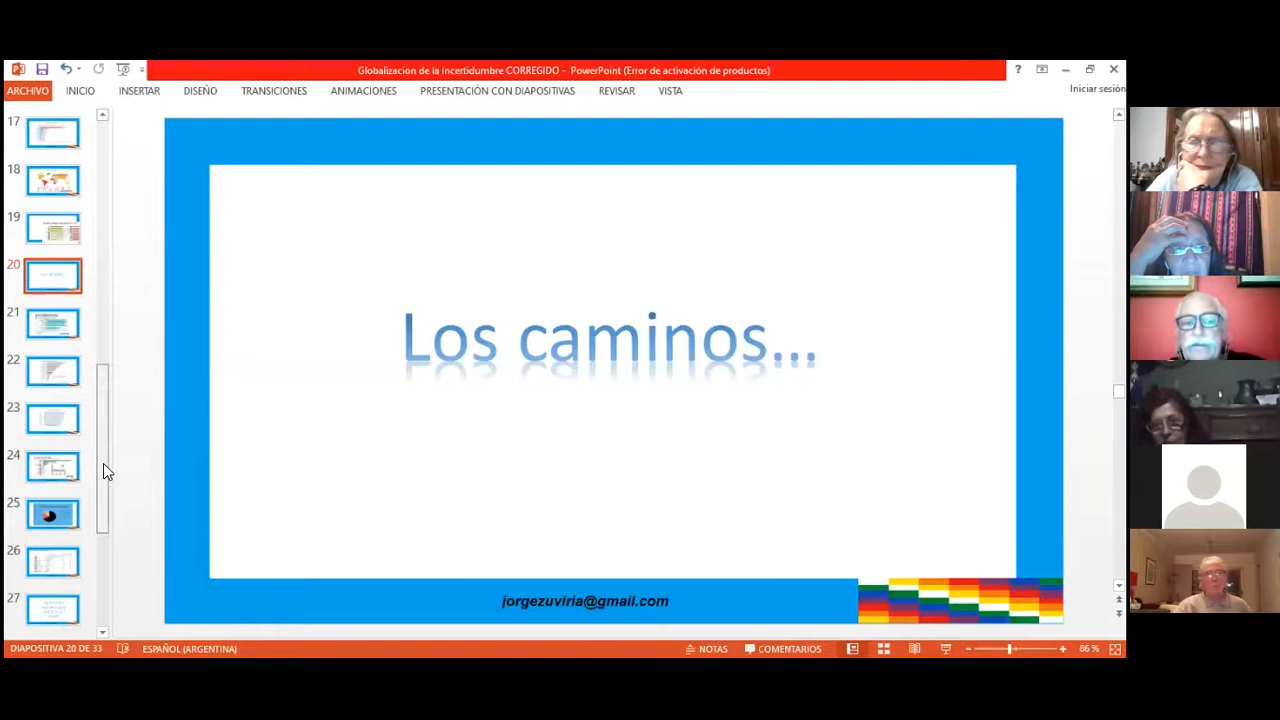 Globalizacion de la Incertidumbre CORREGIDO - PowerPoint (Error de activación de productos)
?
ARCHIVO INICIO INSERTAR DISEÑO TRANSICIONES ANIMACIONES PRESENTACIÓN CON DIAPOSITIVAS REVISAR VISTA Iniciar sesión
17
18
19
20
21
22
23
24
25
26
27
Los caminos...
jorgezuviria@gmail.com
DIAPOSITIVA 20 DE 33 ESPAÑOL (ARGENTINA) NOTAS COMENTARIOS 86 %